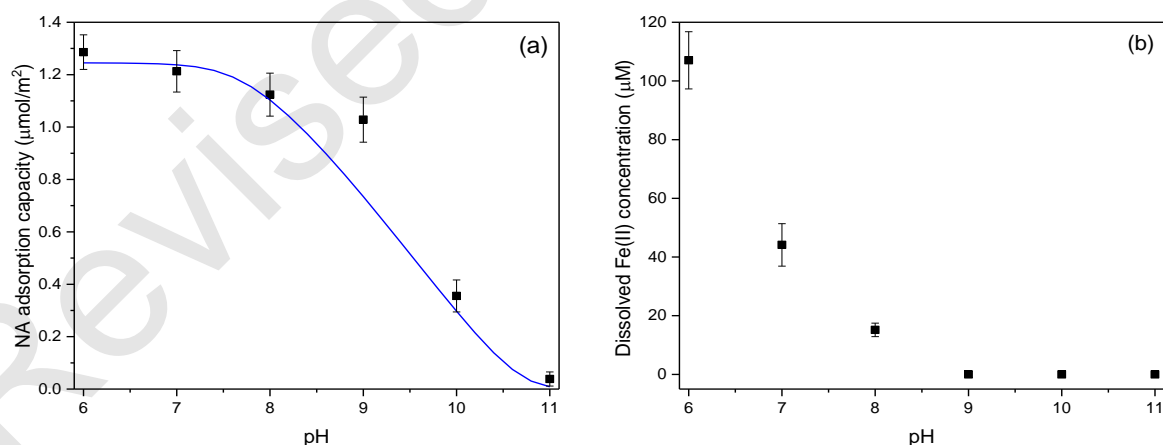 (a)
NA adsorption capacity (µmol/m²)
1.4
1.2
1.0
0.8
0.6
0.4
0.2
0.0
6 7 8 9 10 11
pH
(b)
Dissolved Fe(II) concentration (µM)
120
100
80
60
40
20
0
6 7 8 9 10 11
pH
Revised